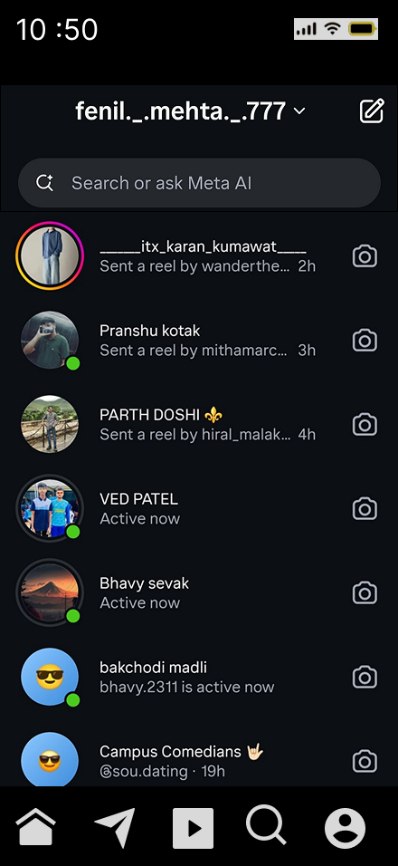 10 :50
fenil._.mehta._.777
Search or ask Meta AI
______itx_karan_kumawat_____
Sent a reel by wanderthe... 2h
Pranshu kotak
Sent a reel by mithamarc... 3h
PARTH DOSHI ⚜️
Sent a reel by hiral_malak... 4h
VED PATEL
Active now
Bhavy sevak
Active now
bakchodi madli
bhavy.2311 is active now
Campus Comedians 🤟🏻
@sou.dating · 19h